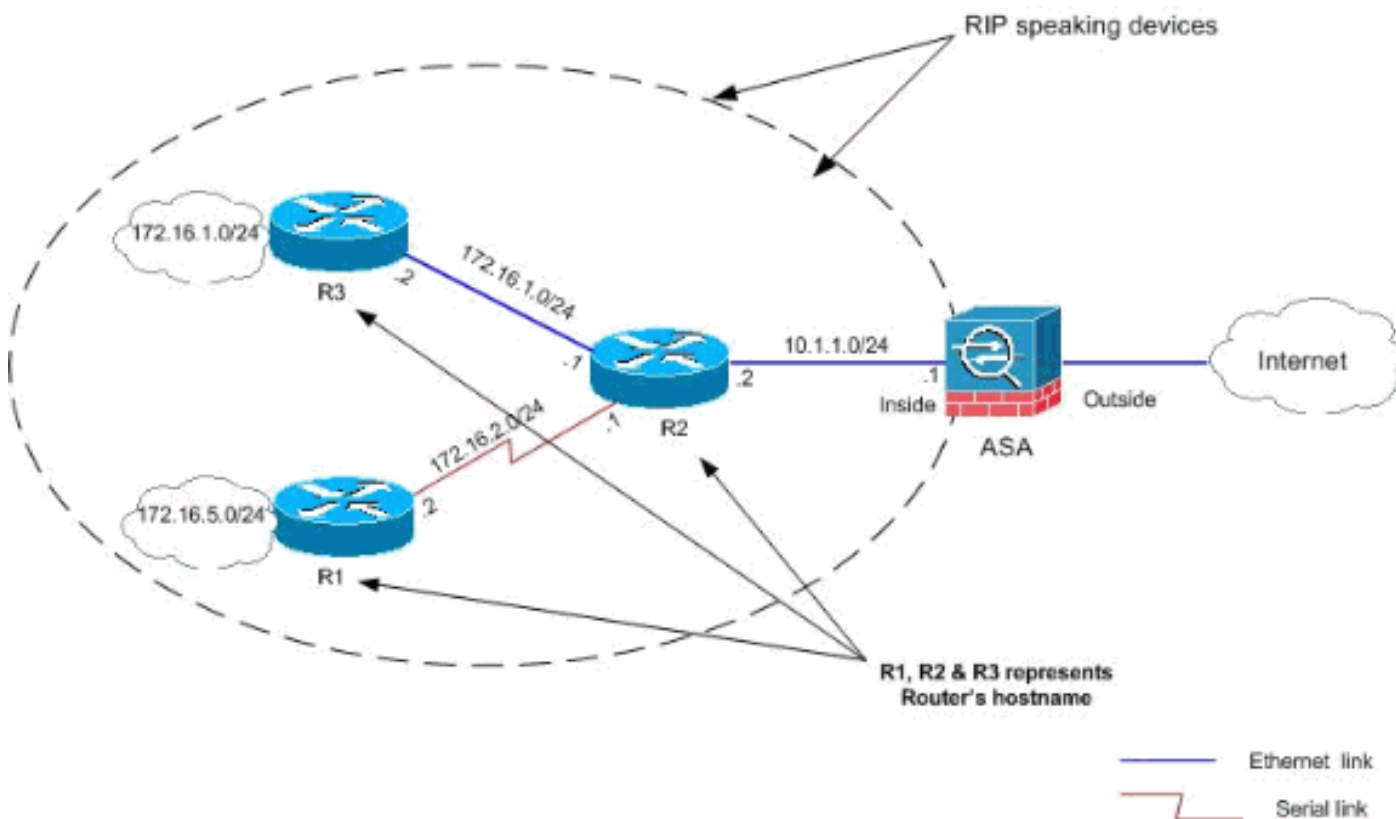 RIP speaking devices
172.16.1.0/24
R3
.2
172.16.1.0/24
.1
R2
.2
10.1.1.0/24
.1
Inside
Outside
ASA
Internet
172.16.2.0/24
.1
.2
172.16.5.0/24
R1
R1, R2 & R3 represents
Router's hostname
Ethernet link
Serial link